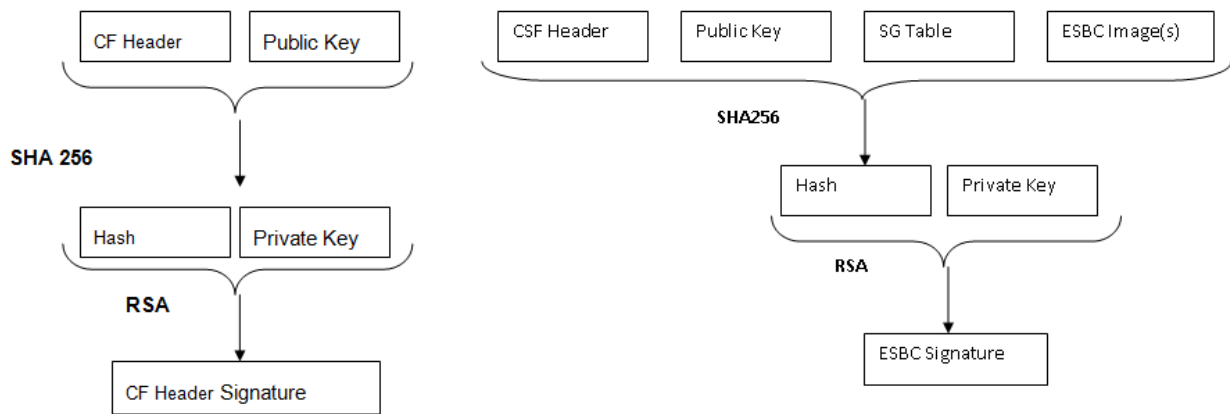 CF Header
Public Key
SHA 256
Hash
Private Key
RSA
CF Header Signature
CSF Header
Public Key
SG Table
ESBC Image(s)
SHA256
Hash
Private Key
RSA
ESBC Signature